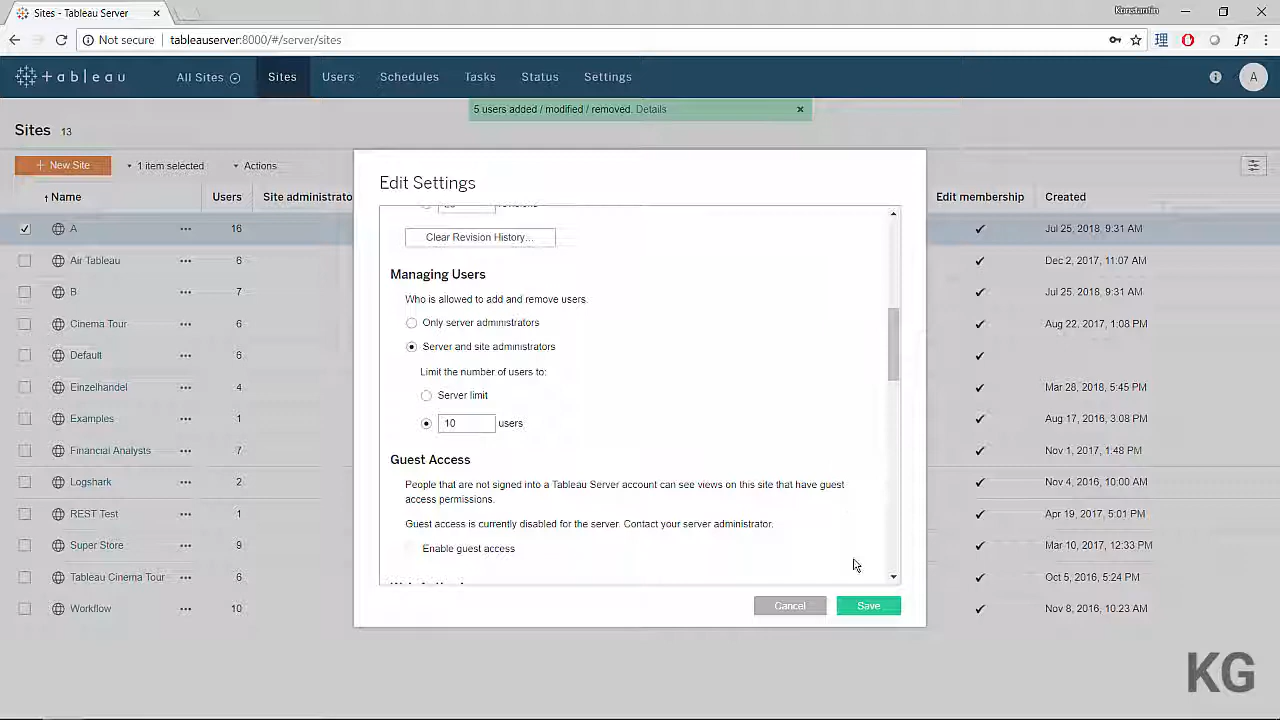 Sites - Tableau Server
Konstantin
Not secure
tableauserver:8000/#/server/sites
f?
tableau
All Sites
Sites
Users
Schedules
Tasks
Status
Settings
A
5 users added / modified / removed. Details
Sites 13
+ New Site
1 item selected
Actions
↑ Name
Users
Site administrato
Edit membership
Created
A ••• 16 ✓ Jul 25, 2018, 9:31 AM
Air Tableau ••• 6 ✓ Dec 2, 2017, 11:07 AM
B ••• 7 ✓ Jul 25, 2018, 9:31 AM
Cinema Tour ••• 6 ✓ Aug 22, 2017, 1:08 PM
Default ••• 6 ✓
Einzelhandel ••• 4 ✓ Mar 28, 2018, 5:45 PM
Examples ••• 1 ✓ Aug 17, 2016, 3:08 PM
Financial Analysts ••• 7 ✓ Nov 1, 2017, 1:48 PM
Logshark ••• 2 ✓ Nov 4, 2016, 10:00 AM
REST Test ••• 1 ✓ Apr 19, 2017, 5:01 PM
Super Store ••• 9 ✓ Mar 10, 2017, 12:33 PM
Tableau Cinema Tour ••• 6 ✓ Oct 5, 2016, 5:24 PM
Workflow ••• 10 ✓ Nov 8, 2016, 10:23 AM
Edit Settings
Clear Revision History...
Managing Users
Who is allowed to add and remove users.
Only server administrators
Server and site administrators
Limit the number of users to:
Server limit
10 users
Guest Access
People that are not signed into a Tableau Server account can see views on this site that have guest
access permissions.
Guest access is currently disabled for the server. Contact your server administrator.
Enable guest access
Cancel
Save
KG